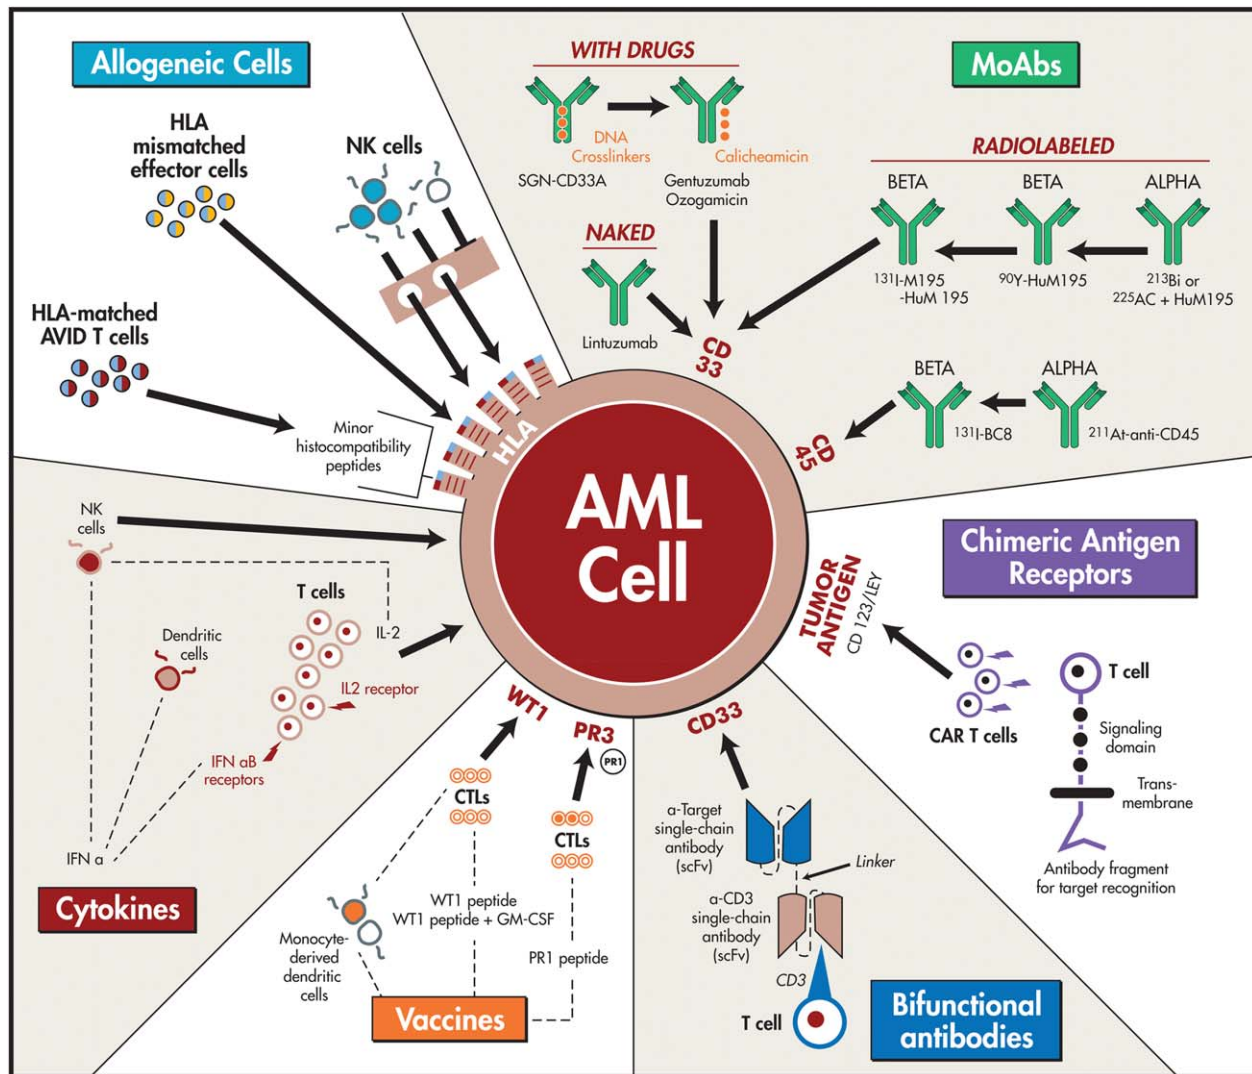 Allogeneic Cells
HLA
mismatched
effector cells
NK cells
HLA-matched
AVID T cells
Minor
histocompatibility
peptides
HLA
WITH DRUGS
MoAbs
DNA
Crosslinkers
SGN-CD33A
Calicheamicin
Gentuzumab
Ozogamicin
NAKED
Lintuzumab
RADIOLABELED
BETA
BETA
ALPHA
131I-M195
-HuM 195
90Y-HuM195
213Bi or
225AC + HuM195
CD
33
BETA
ALPHA
131I-BC8
211At-anti-CD45
CD
45
AML
Cell
Chimeric Antigen
Receptors
TUMOR
ANTIGEN
CD 123/LEY
CAR T cells
T cell
Signaling
domain
Trans-
membrane
Antibody fragment
for target recognition
NK
cells
T cells
IL-2
Dendritic
cells
IL2 receptor
IFN aB
receptors
IFN a
Cytokines
WT1
PR3
PR1
CTLs
CTLs
WT1 peptide
WT1 peptide + GM-CSF
Monocyte-
derived
dendritic
cells
PR1 peptide
Vaccines
CD33
a-Target
single-chain
antibody
(scFv)
Linker
a-CD3
single-chain
antibody
(scFv)
CD3
T cell
Bifunctional
antibodies